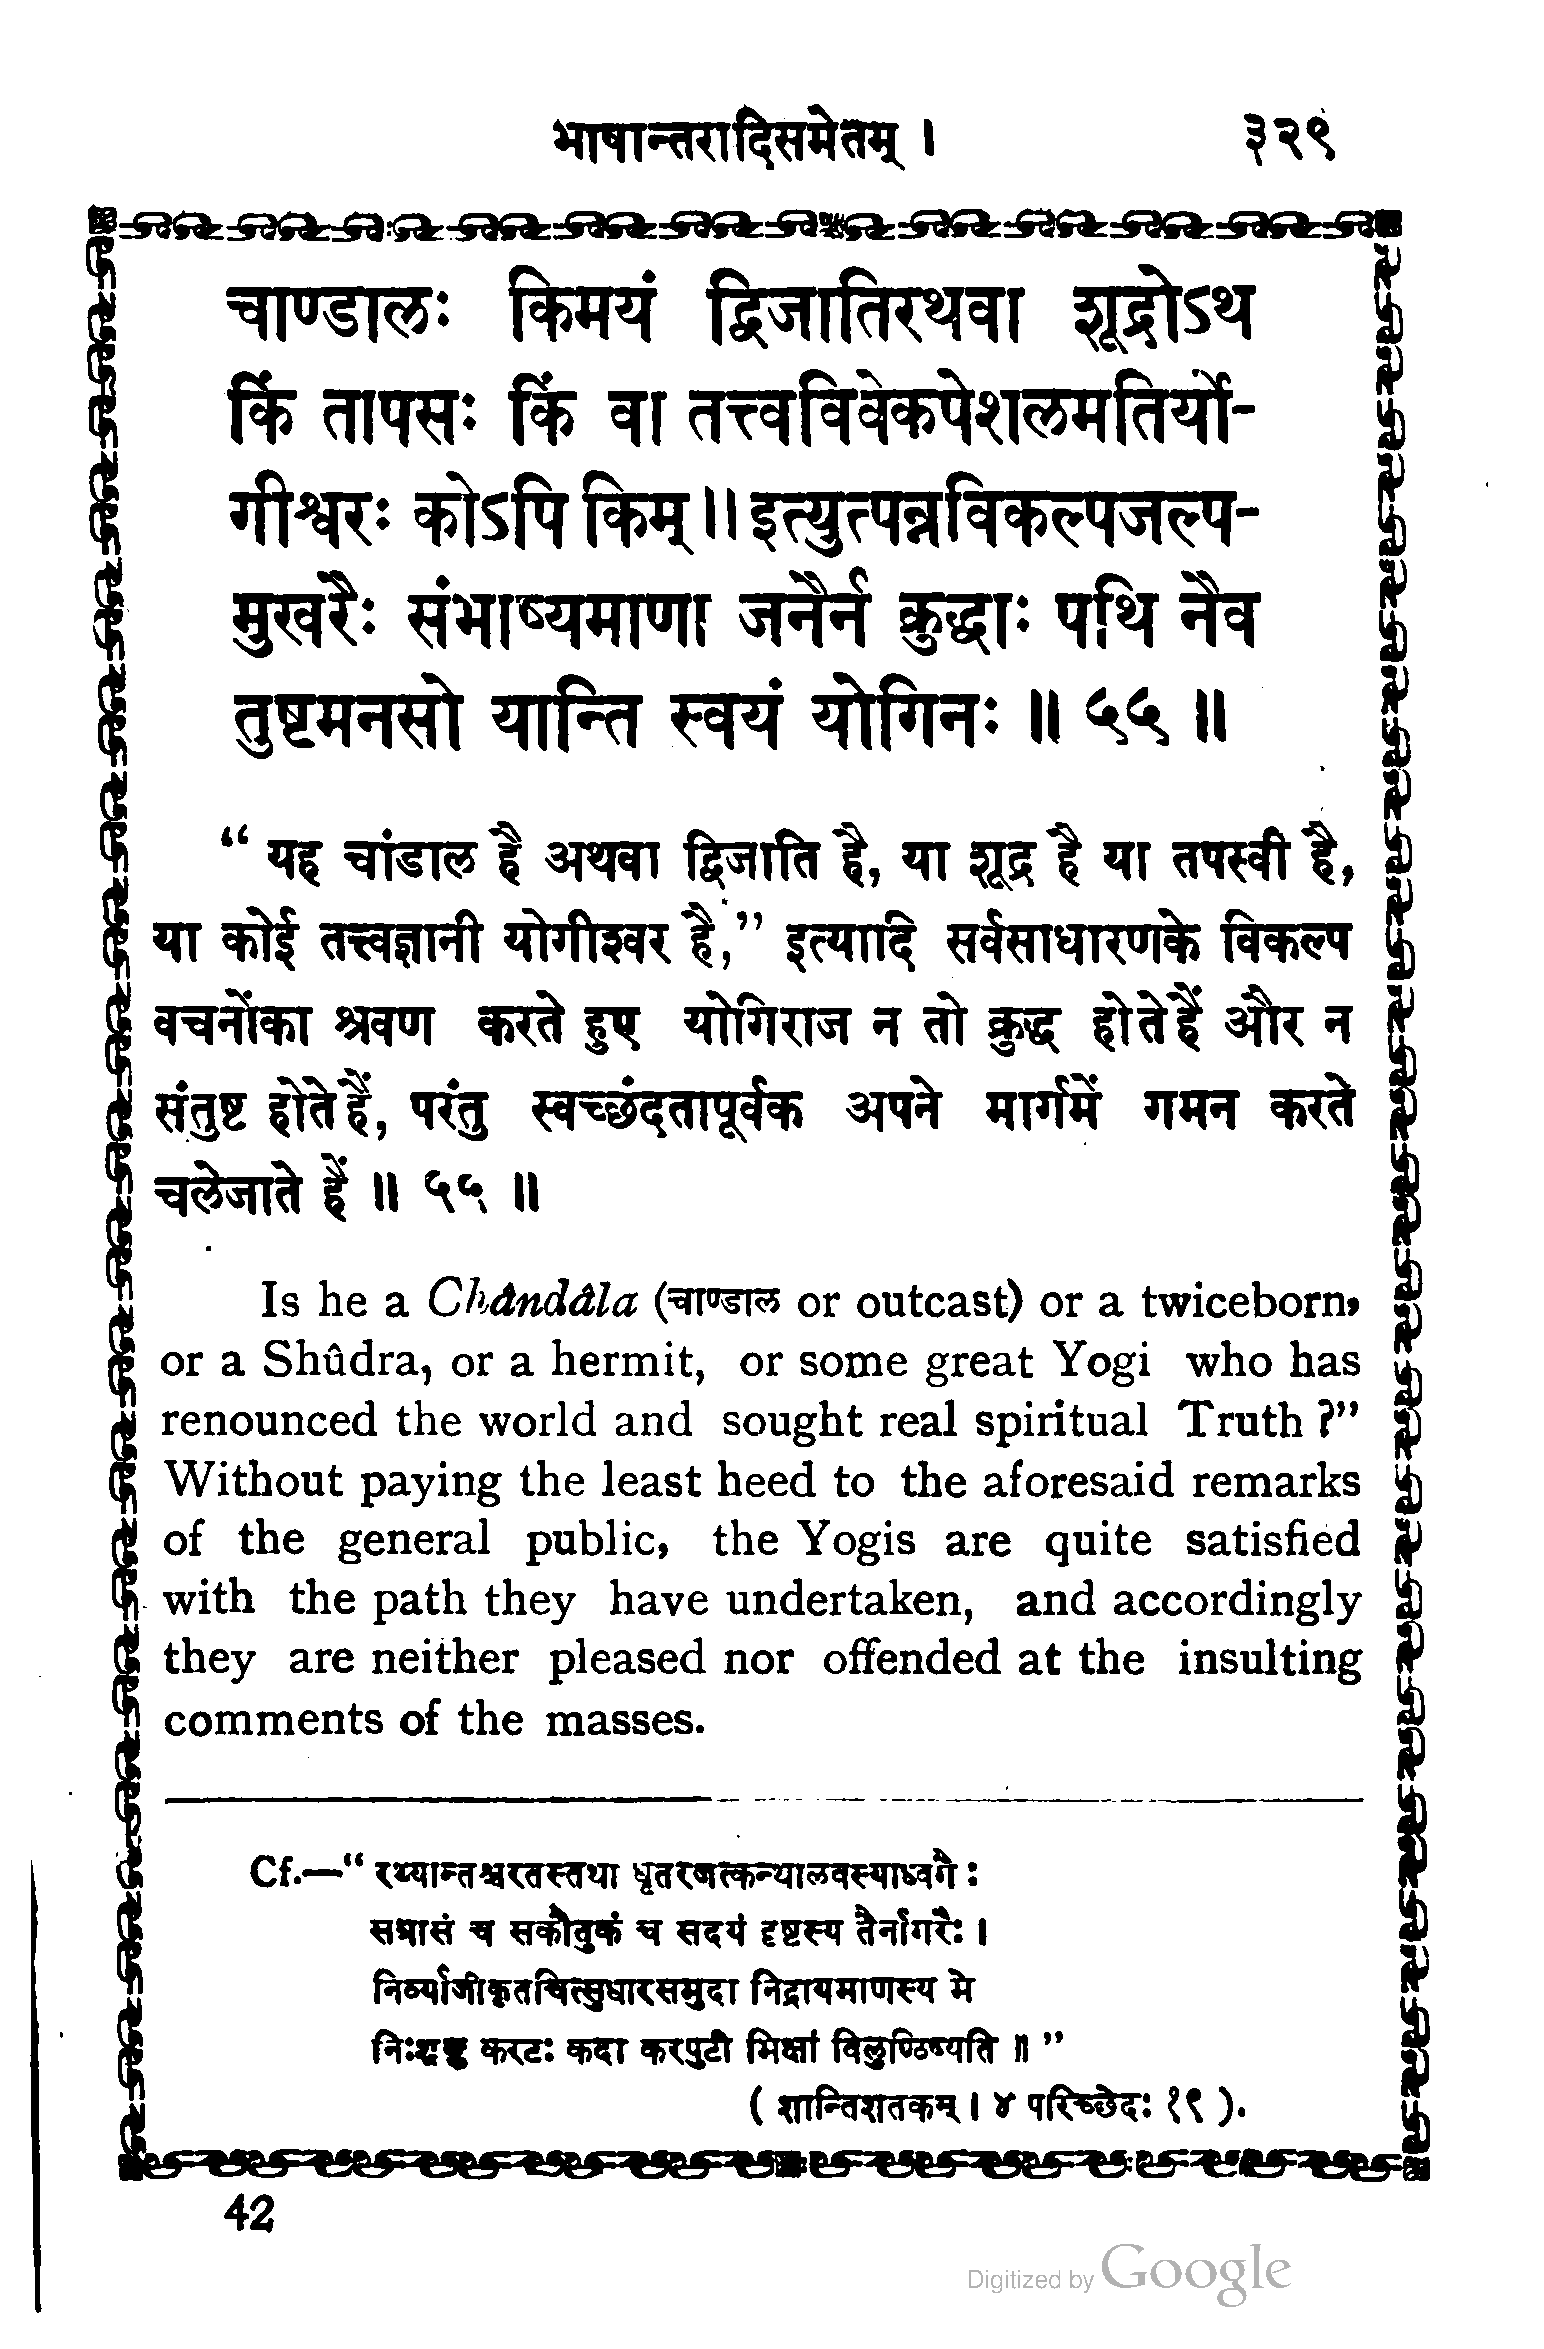 भाषान्तरादिसमेतम् । ३२९
चाण्डालः किमयं द्विजातिरथवा शूद्रोऽथ
किं तापसः किं वा तत्त्वविवेकपेशलमतिर्यो-
गीश्वरः कोऽपि किम् ॥ इत्युत्पन्नविकल्पजल्प-
मुखरैः संभाष्यमाणा जनैर्न क्रुद्धाः पथि नैव
तुष्टमनसो यान्ति स्वयं योगिनः ॥ ५५ ॥
“ यह चांडाल है अथवा द्विजाति है, या शूद्र है या तपस्वी है,
या कोई तत्त्वज्ञानी योगीश्वर है,” इत्यादि सर्वसाधारणके विकल्प
वचनोंका श्रवण करते हुए योगिराज न तो क्रुद्ध होतेहैं और न
संतुष्ट होतेहैं, परंतु स्वच्छंदतापूर्वक अपने मार्गमें गमन करते
चलेजाते हैं ॥ ५५ ॥
Is he a Chândâla (चाण्डाल or outcast) or a twiceborn,
or a Shûdra, or a hermit, or some great Yogi who has
renounced the world and sought real spiritual Truth ?”
Without paying the least heed to the aforesaid remarks
of the general public, the Yogis are quite satisfied
with the path they have undertaken, and accordingly
they are neither pleased nor offended at the insulting
comments of the masses.
Cf.—“ रथ्यान्तश्चरतस्तथा धृतरजत्कन्थालवस्याध्वगैः
सत्रासं च सकौतुकं च सदयं दृष्टस्य तैर्नागरैः ।
निर्व्याजीकृतचित्सुधारसमुदा निद्रायमाणस्य मे
करटः कदा करपुटी भिक्षां विलुण्ठिष्यति ॥ ”
( शान्तिशतकम् । ४ परिच्छेदः १९ ).
42
Digitized by Google